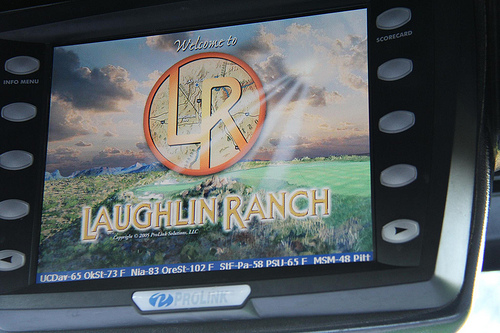 Welcome to
SCORECARD
INFO MENU
LR
LAUGHLIN RANCH
Copyright © 2005 ProLink Solutions, LLC
UCDav-65 OkSt-73 F Nia-83 OreSt-102 F StF-Pa-58 PSU-65 F MSM-48 Pitt
PROLINK